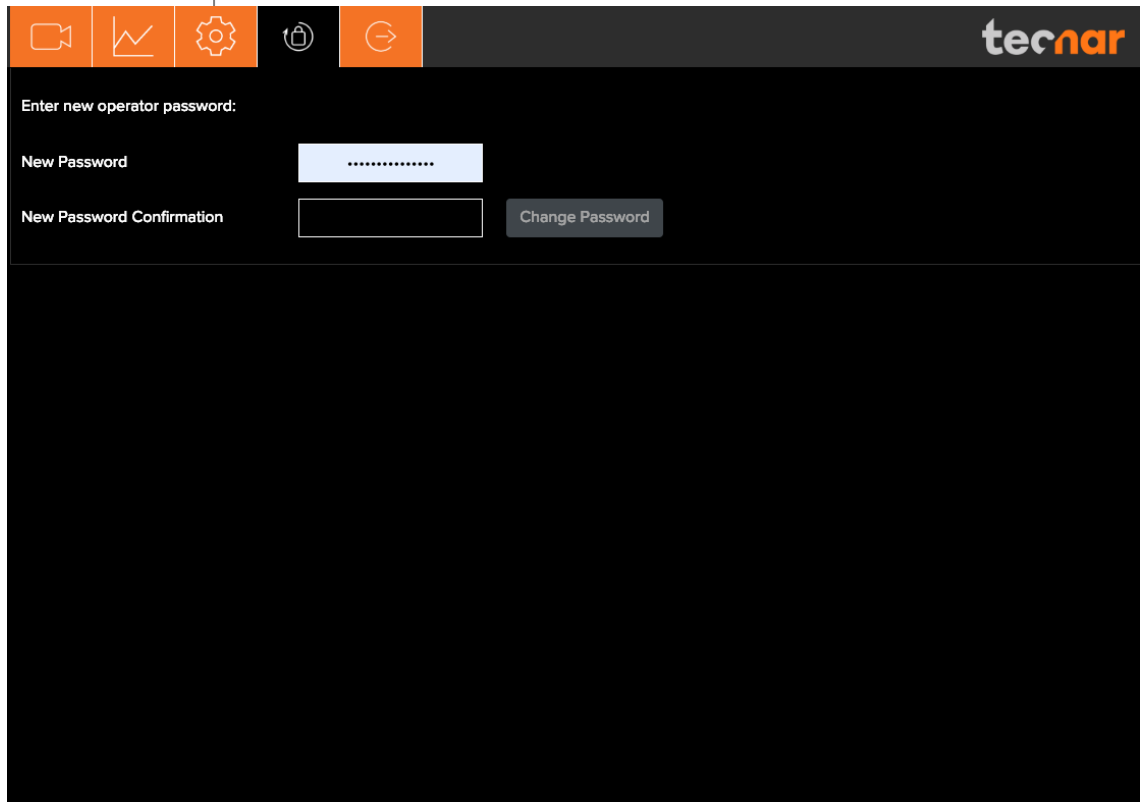 tecnar
Enter new operator password:
New Password
•••••••••••••••
New Password Confirmation
Change Password